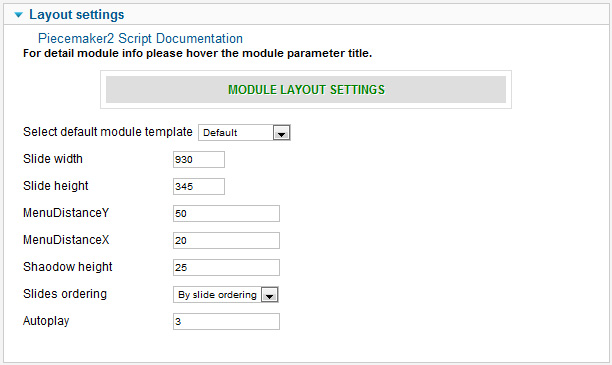 Layout settings
Piecemaker2 Script Documentation
For detail module info please hover the module parameter title.
MODULE LAYOUT SETTINGS
Select default module template Default
Slide width 930
Slide height 345
MenuDistanceY 50
MenuDistanceX 20
Shaodow height 25
Slides ordering By slide ordering
Autoplay 3